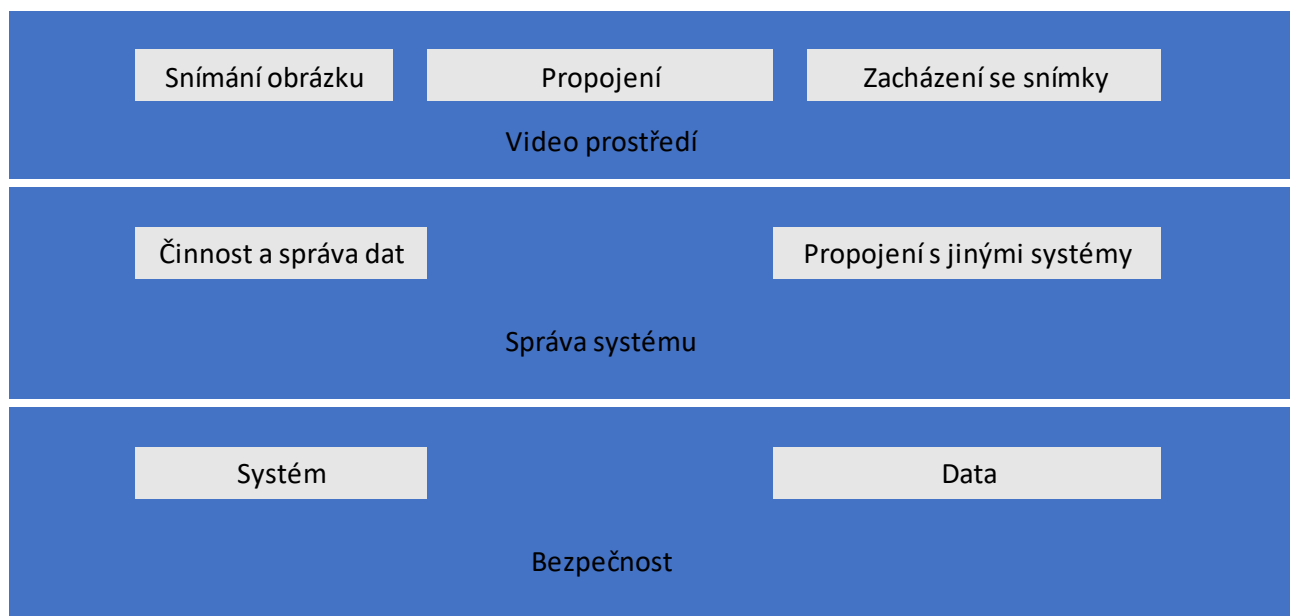 Snímání obrázku
Propojení
Zacházení se snímky
Video prostředí
Činnost a správa dat
Propojení s jinými systémy
Správa systému
Systém
Data
Bezpečnost